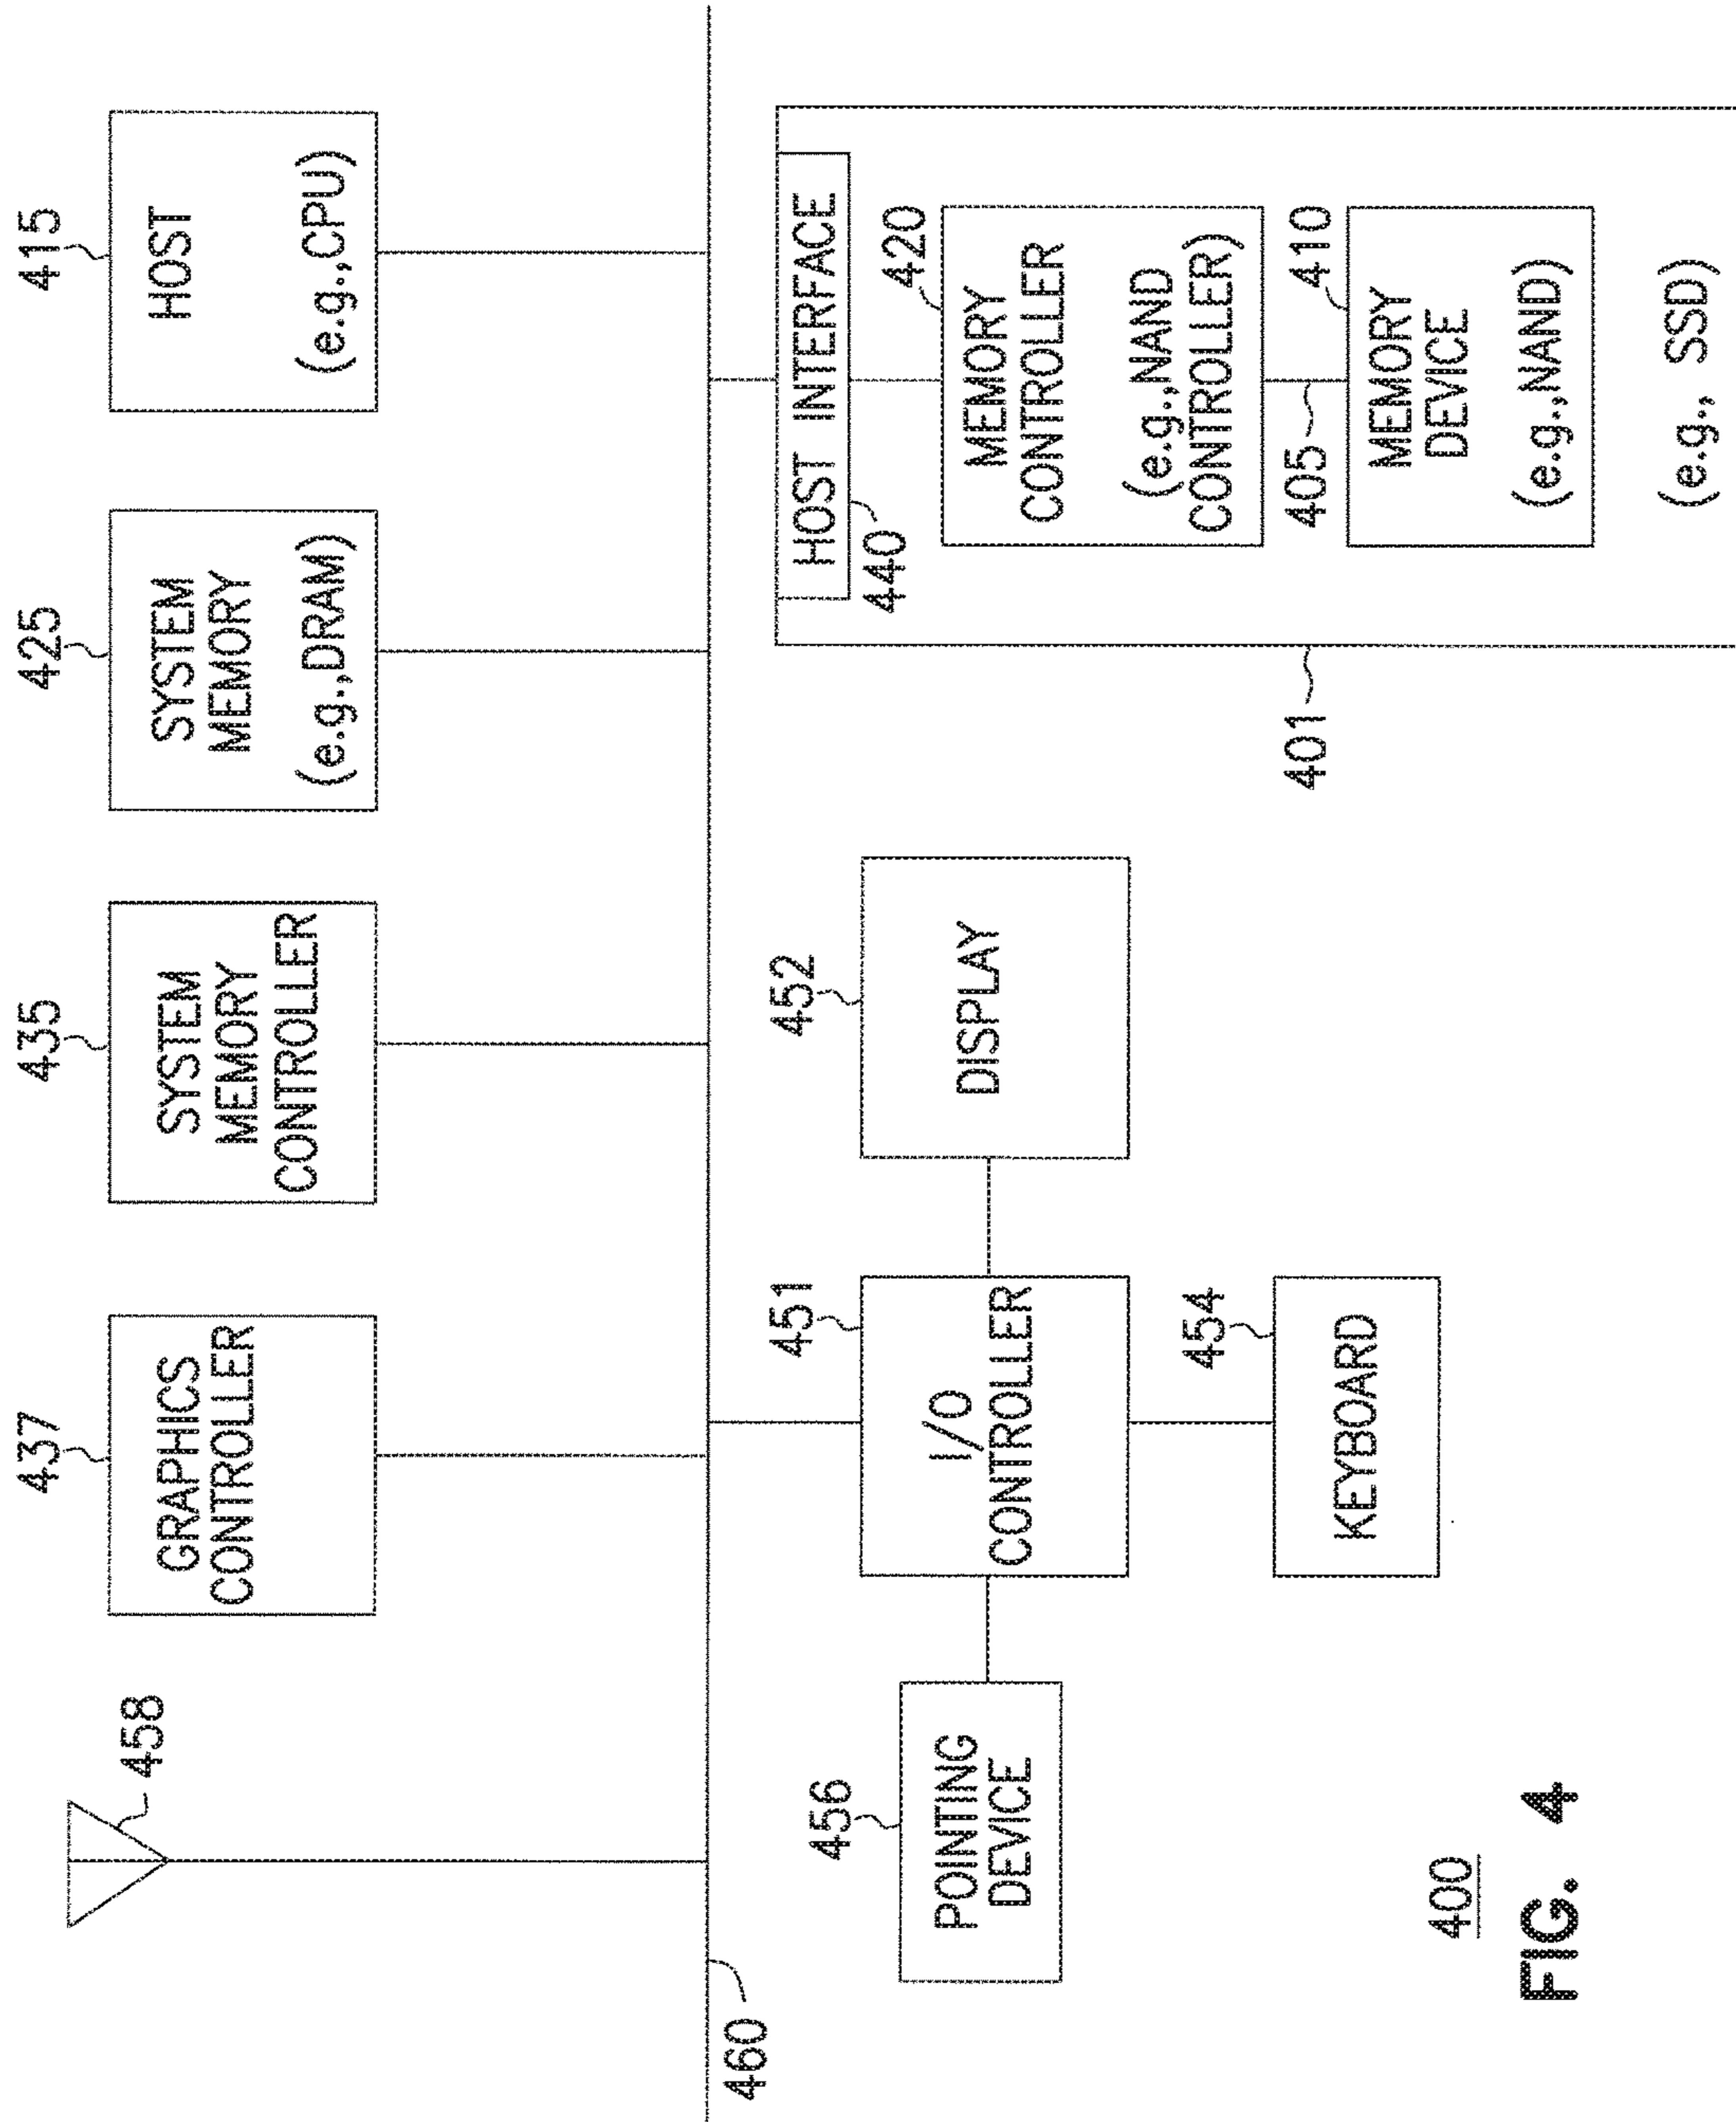 458
437
GRAPHICS
CONTROLLER
435
SYSTEM
MEMORY
CONTROLLER
425
SYSTEM
MEMORY
(e.g.,DRAM)
415
HOST
(e.g.,CPU)
460
456
POINTING
DEVICE
451
I/O
CONTROLLER
452
DISPLAY
454
KEYBOARD
401
HOST INTERFACE
440
420
MEMORY
CONTROLLER
(e.g.,NAND
CONTROLLER)
405
410
MEMORY
DEVICE
(e.g.,NAND)
(e.g., SSD)
400
FIG. 4